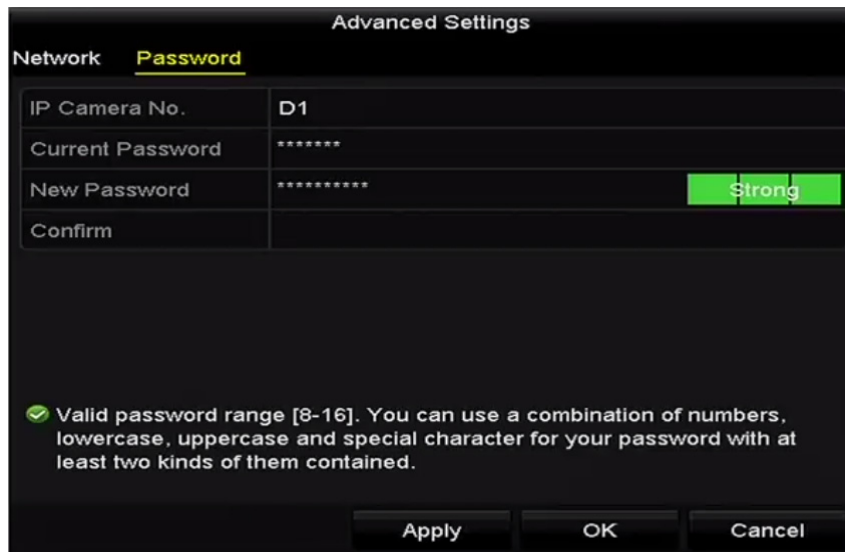 Advanced Settings
Network Password
IP Camera No. D1
Current Password *******
New Password ********** Strong
Confirm
Valid password range [8-16]. You can use a combination of numbers,
lowercase, uppercase and special character for your password with at
least two kinds of them contained.
Apply OK Cancel